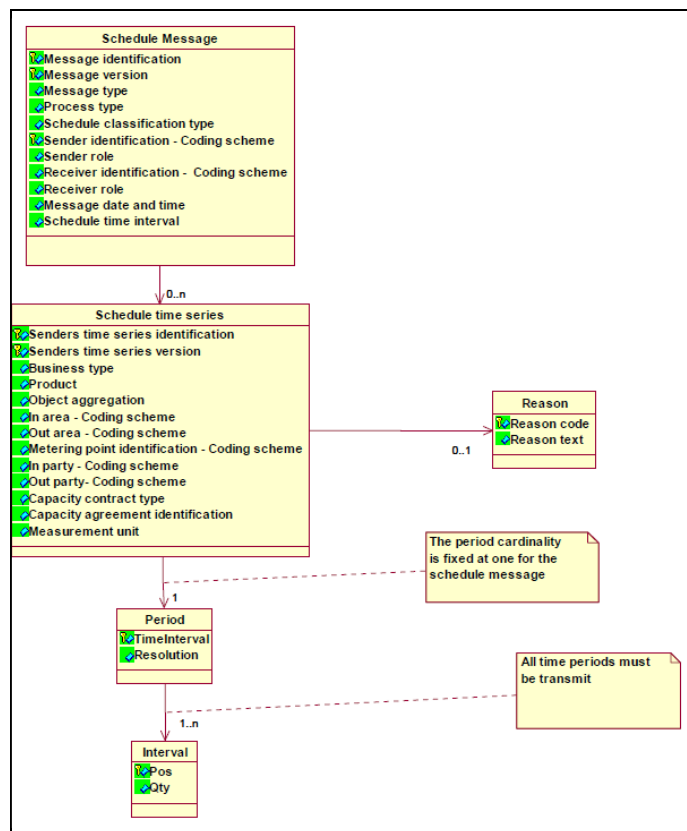 Schedule Message
Message identification
Message version
Message type
Process type
Schedule classification type
Sender identification - Coding scheme
Sender role
Receiver identification - Coding scheme
Receiver role
Message date and time
Schedule time interval
0..n
Schedule time series
Senders time series identification
Senders time series version
Business type
Product
Object aggregation
In area - Coding scheme
Out area - Coding scheme
Metering point identification - Coding scheme
In party - Coding scheme
Out party- Coding scheme
Capacity contract type
Capacity agreement identification
Measurement unit
Reason
Reason code
Reason text
0..1
The period cardinality
is fixed at one for the
schedule message
1
Period
TimeInterval
Resolution
All time periods must
be transmit
1..n
Interval
Pos
Qty